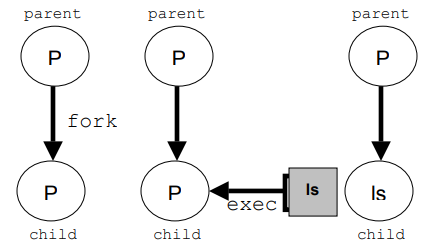 parent parent parent
P P P
fork
P P exec ls ls
child child child